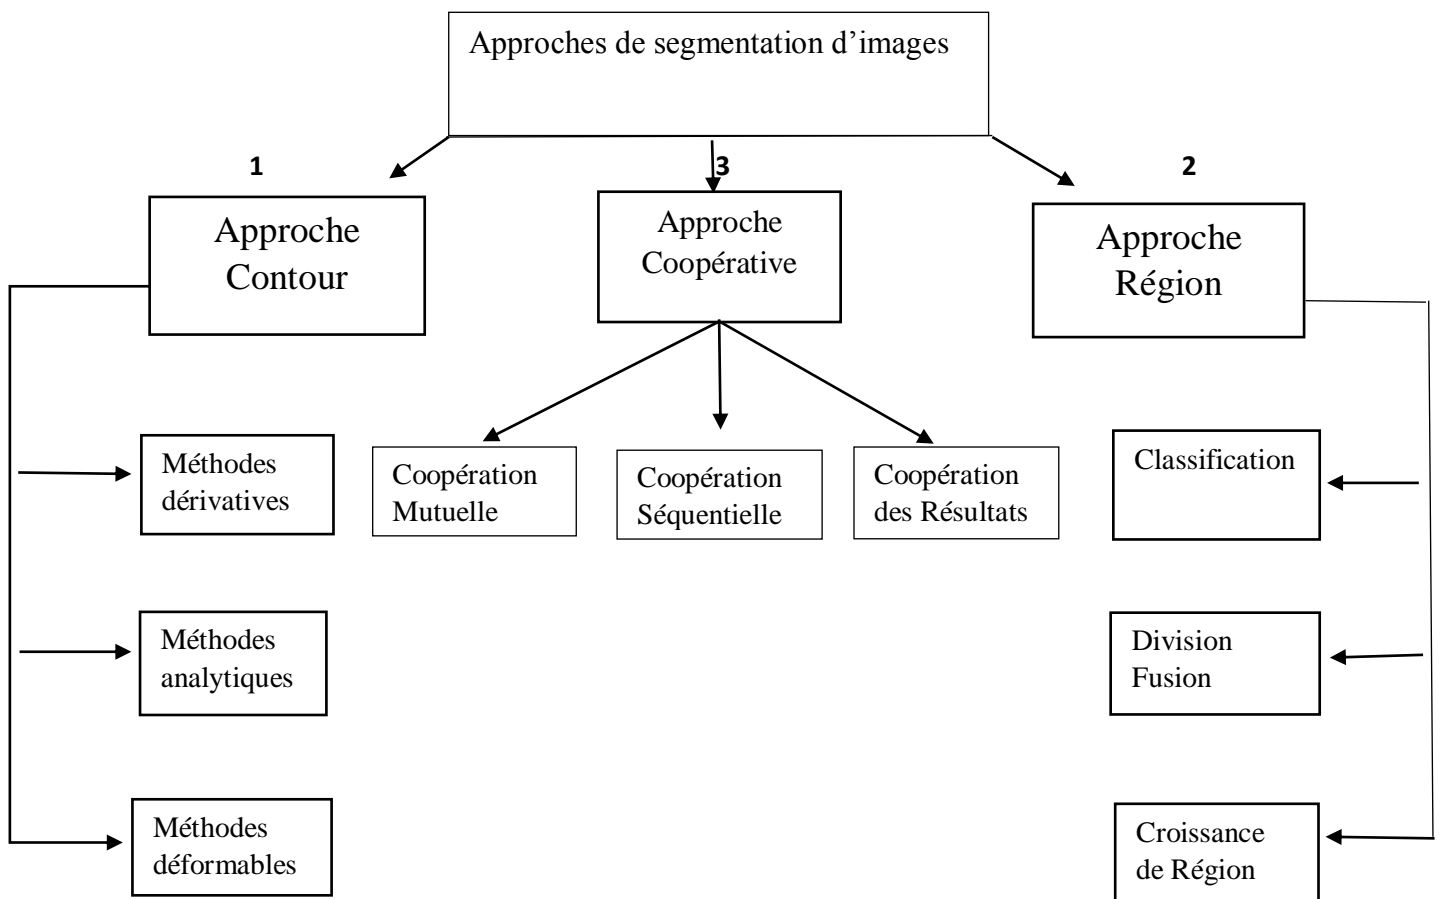 Approches de segmentation d’images
1
3
2
Approche
Contour
Approche
Coopérative
Approche
Région
Méthodes
dérivatives
Coopération
Mutuelle
Coopération
Séquentielle
Coopération
des Résultats
Classification
Méthodes
analytiques
Division
Fusion
Méthodes
déformables
Croissance
de Région